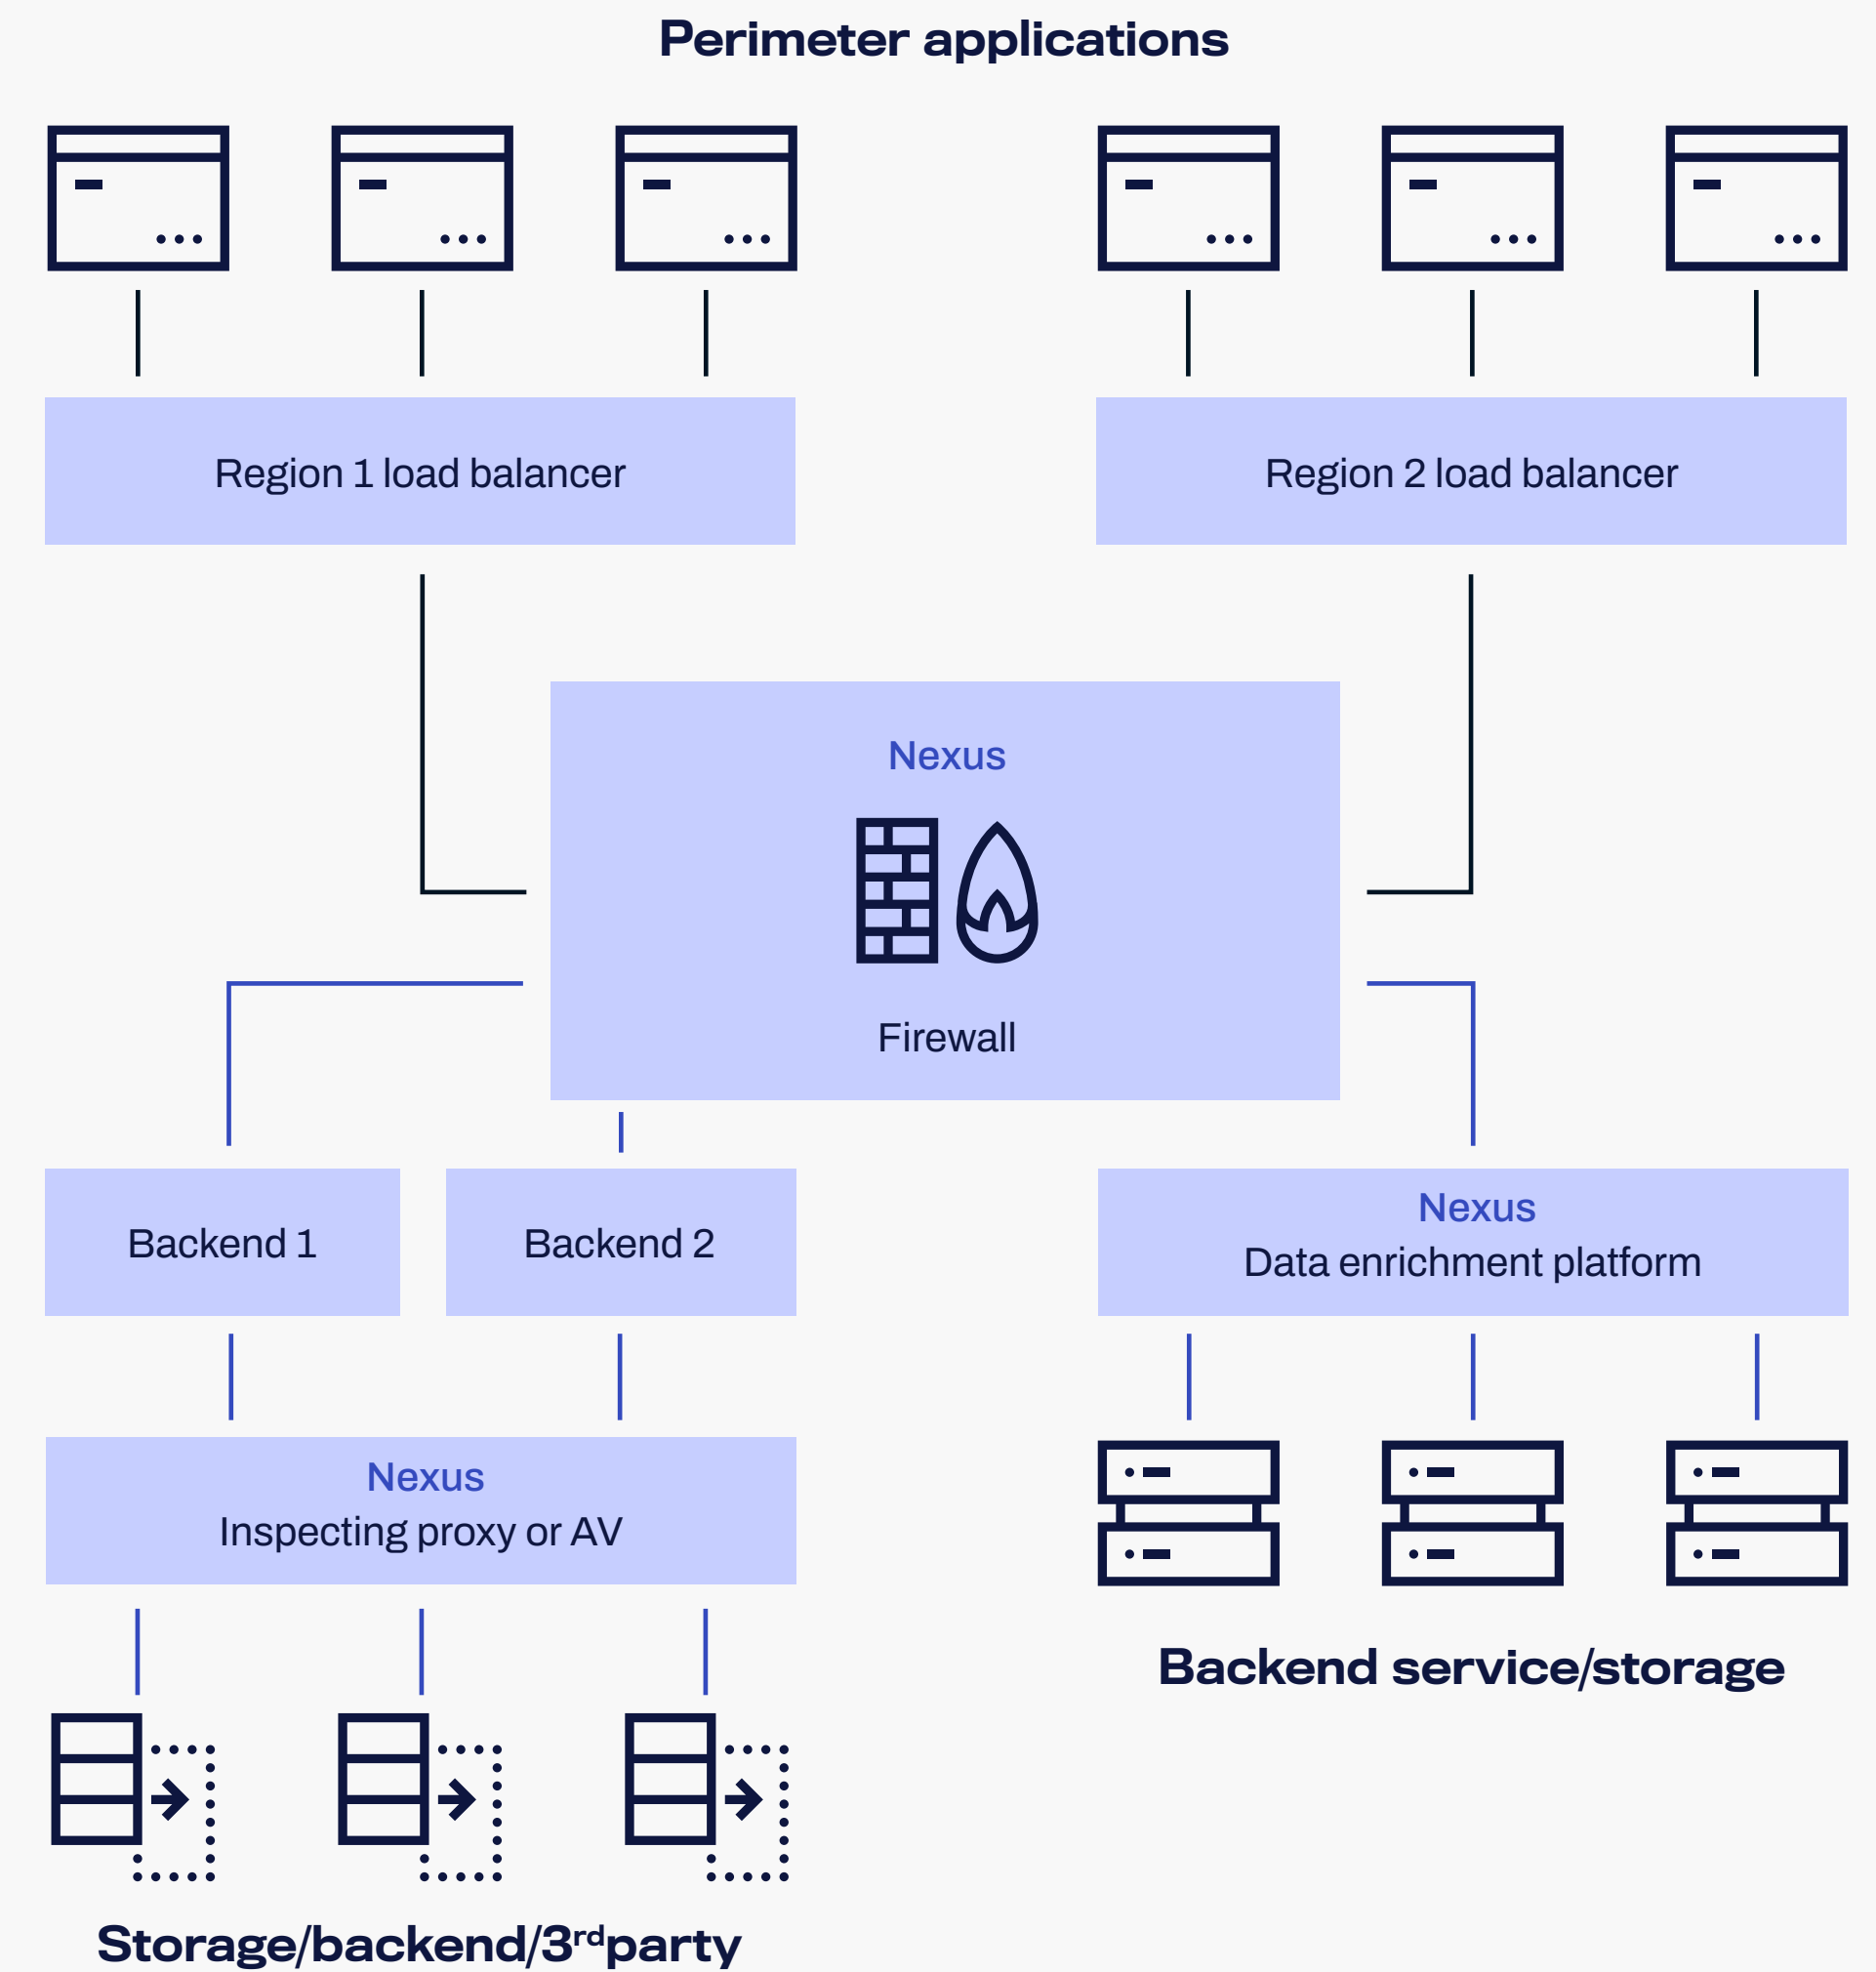 Perimeter applications
Region 1 load balancer
Region 2 load balancer
Nexus
Firewall
Backend 1
Backend 2
Nexus
Data enrichment platform
Nexus
Inspecting proxy or AV
Backend service/storage
Storage/backend/3rdparty